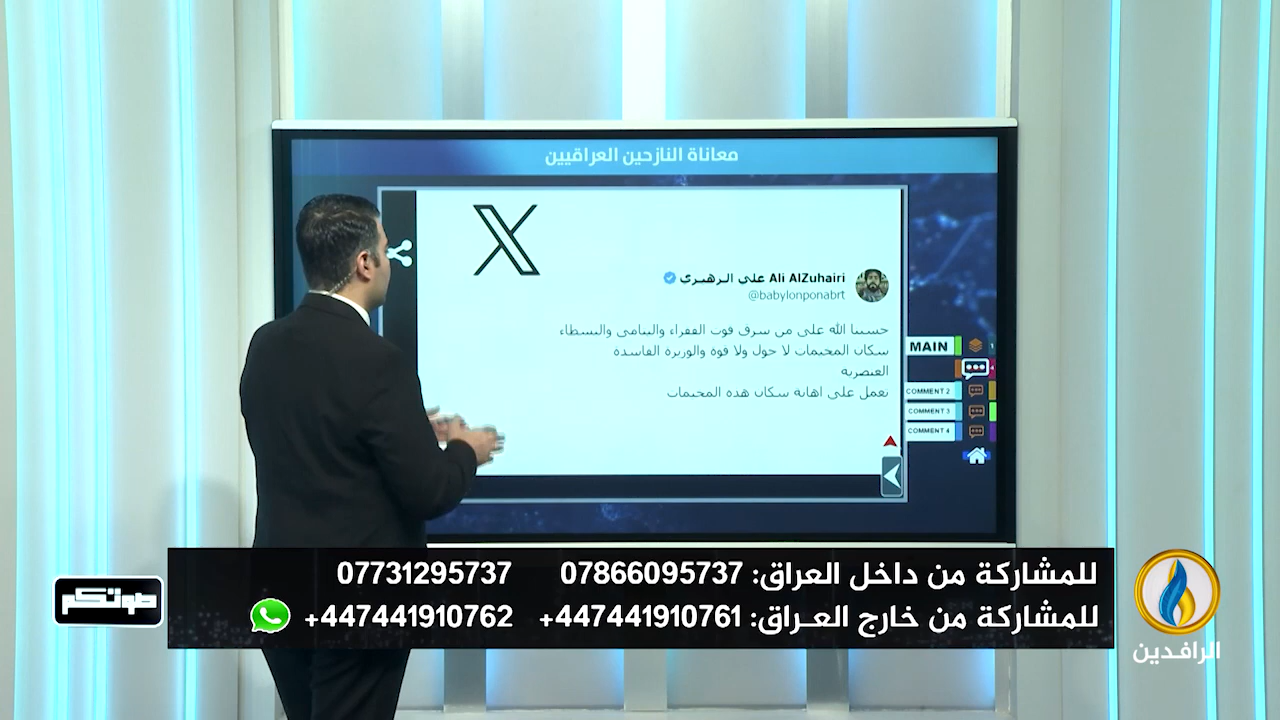 معاناة النازحين العراقيين
Ali AlZuhairi علي الزهيري
@babylonponabrt
حسبنا الله على من سرق قوت الفقراء واليتامى والبسطاء
سكان المخيمات لا حول ولا قوة والوزيرة الفاسدة
العنصرية
تعمل على اهانة سكان هذه المخيمات
MAIN
COMMENT 2
COMMENT 3
COMMENT 4
للمشاركة من داخل العراق: 07866095737 07731295737
للمشاركة من خارج العـراق: 447441910761+ 447441910762+
صوتكم
الرافدين